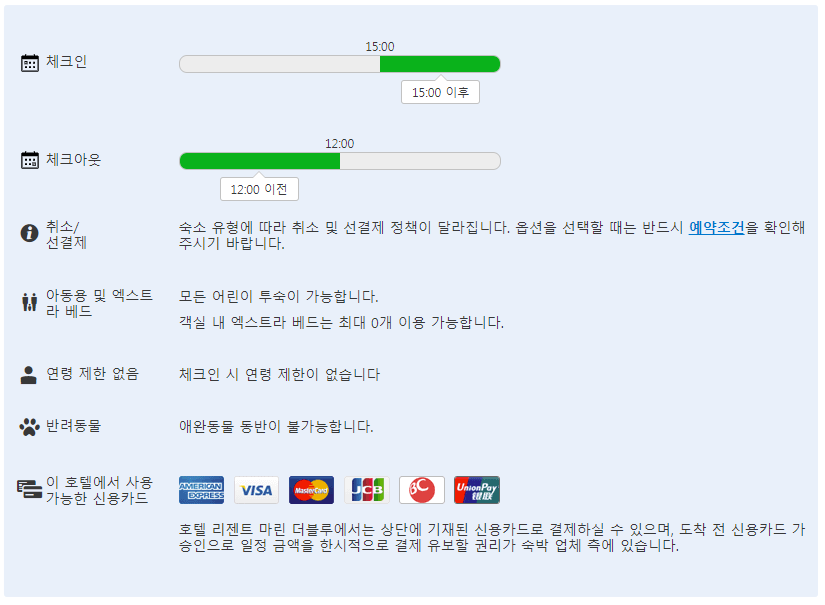 15:00
체크인
15:00 이후
12:00
체크아웃
12:00 이전
취소/
선결제
숙소 유형에 따라 취소 및 선결제 정책이 달라집니다. 옵션을 선택할 때는 반드시 예약조건을 확인해
주시기 바랍니다.
아동용 및 엑스트
라 베드
모든 어린이 투숙이 가능합니다.
객실 내 엑스트라 베드는 최대 0개 이용 가능합니다.
연령 제한 없음
체크인 시 연령 제한이 없습니다
반려동물
애완동물 동반이 불가능합니다.
이 호텔에서 사용
가능한 신용카드
AMERICAN
EXPRESS
VISA
MasterCard
JCB
BC
UnionPay
银联
호텔 리젠트 마린 더블루에서는 상단에 기재된 신용카드로 결제하실 수 있으며, 도착 전 신용카드 가
승인으로 일정 금액을 한시적으로 결제 유보할 권리가 숙박 업체 측에 있습니다.